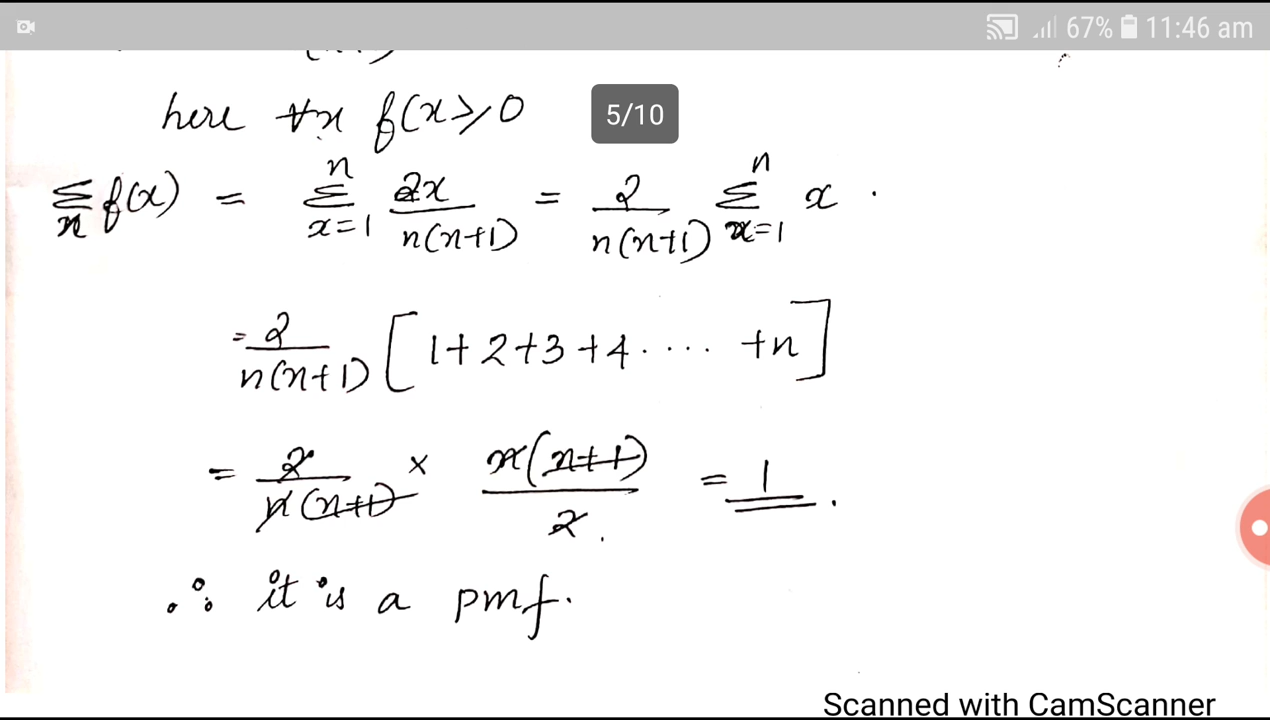 67% 11:46 am
here ∀x f(x≥0
5/10
Σₓ f(x) = Σ_{x=1}^{n} 2x/n(n+1) = 2/n(n+1) Σ_{x=1}^{n} x .
= 2/n(n+1) [1+2+3+4..... +n]
= 2/n(n+1) × n(n+1)/2 = 1.
∴ it is a pmf.
Scanned with CamScanner